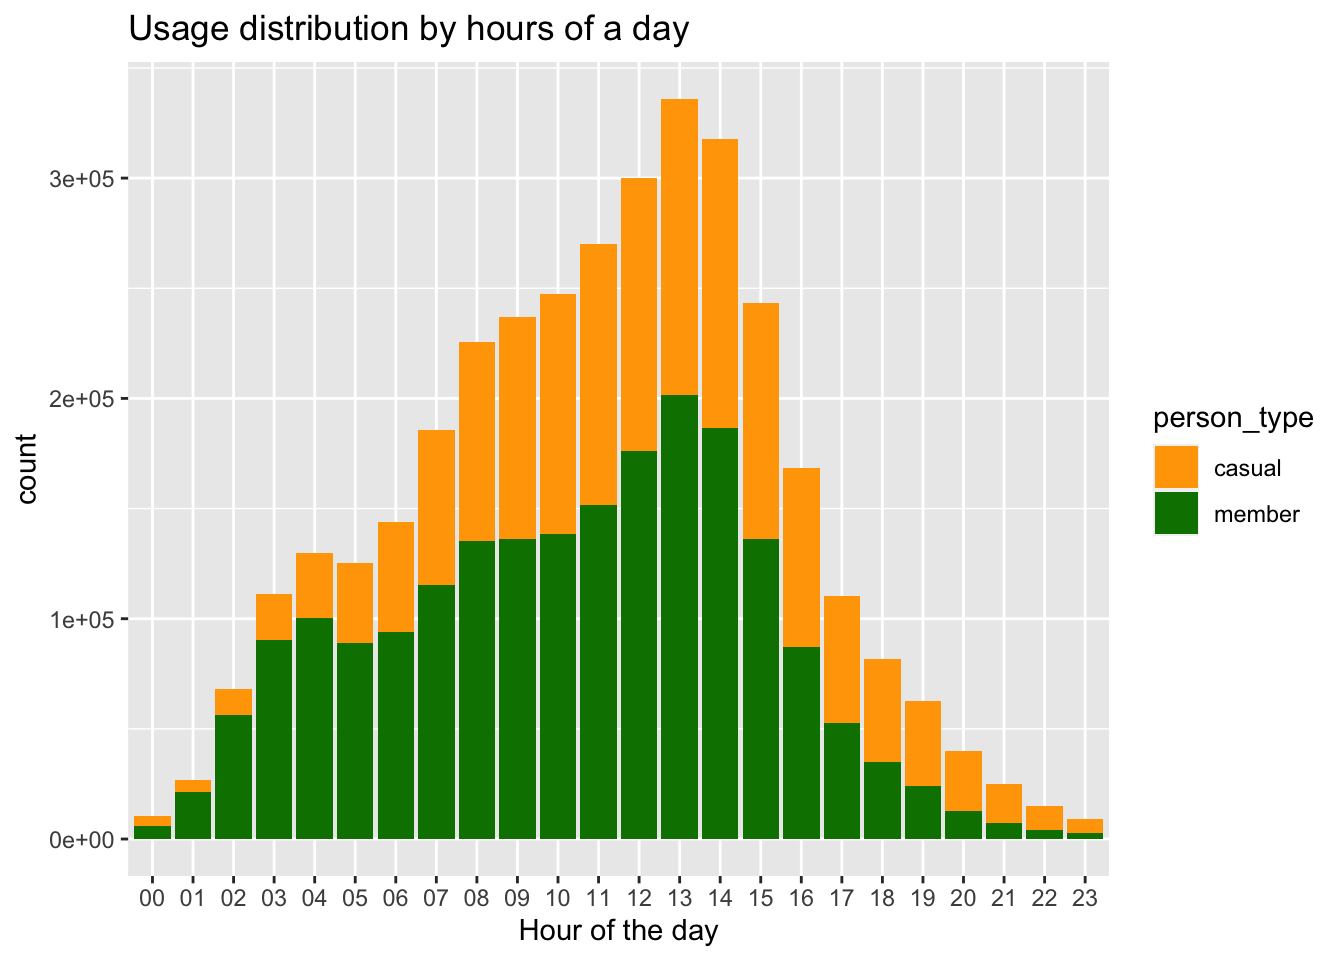 Usage distribution by hours of a day
3e+05
2e+05
1e+05
0e+00
count
00 01 02 03 04 05 06 07 08 09 10 11 12 13 14 15 16 17 18 19 20 21 22 23
Hour of the day
person_type
casual
member